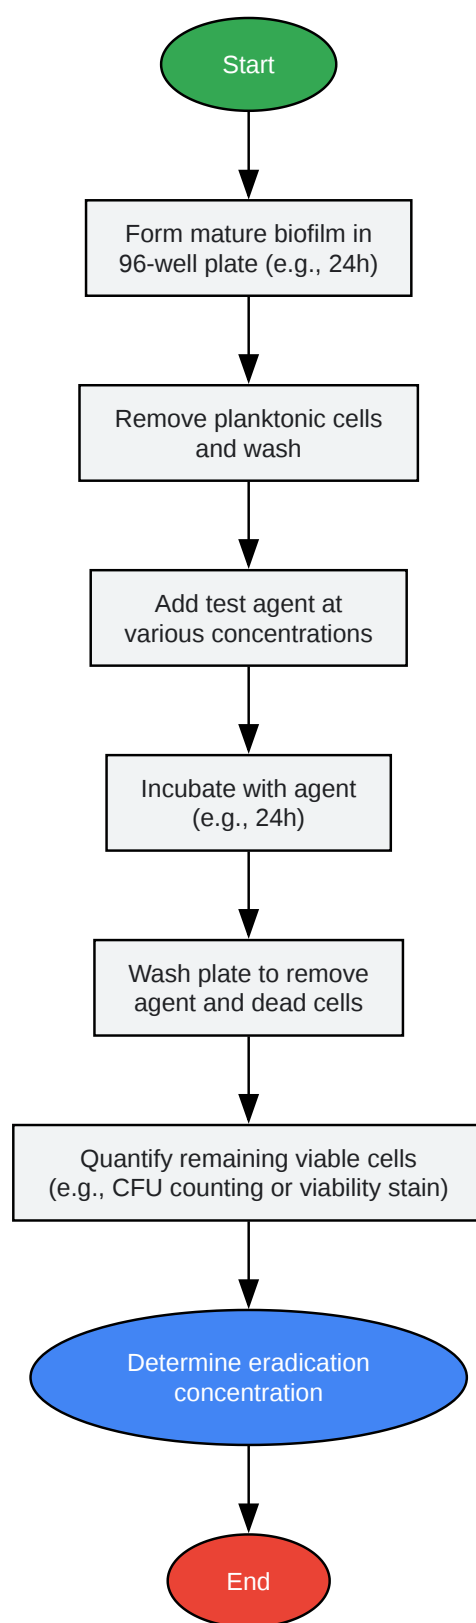 Start
Form mature biofilm in
96-well plate (e.g., 24h)
Remove planktonic cells
and wash
Add test agent at
various concentrations
Incubate with agent
(e.g., 24h)
Wash plate to remove
agent and dead cells
Quantify remaining viable cells
(e.g., CFU counting or viability stain)
Determine eradication
concentration
End